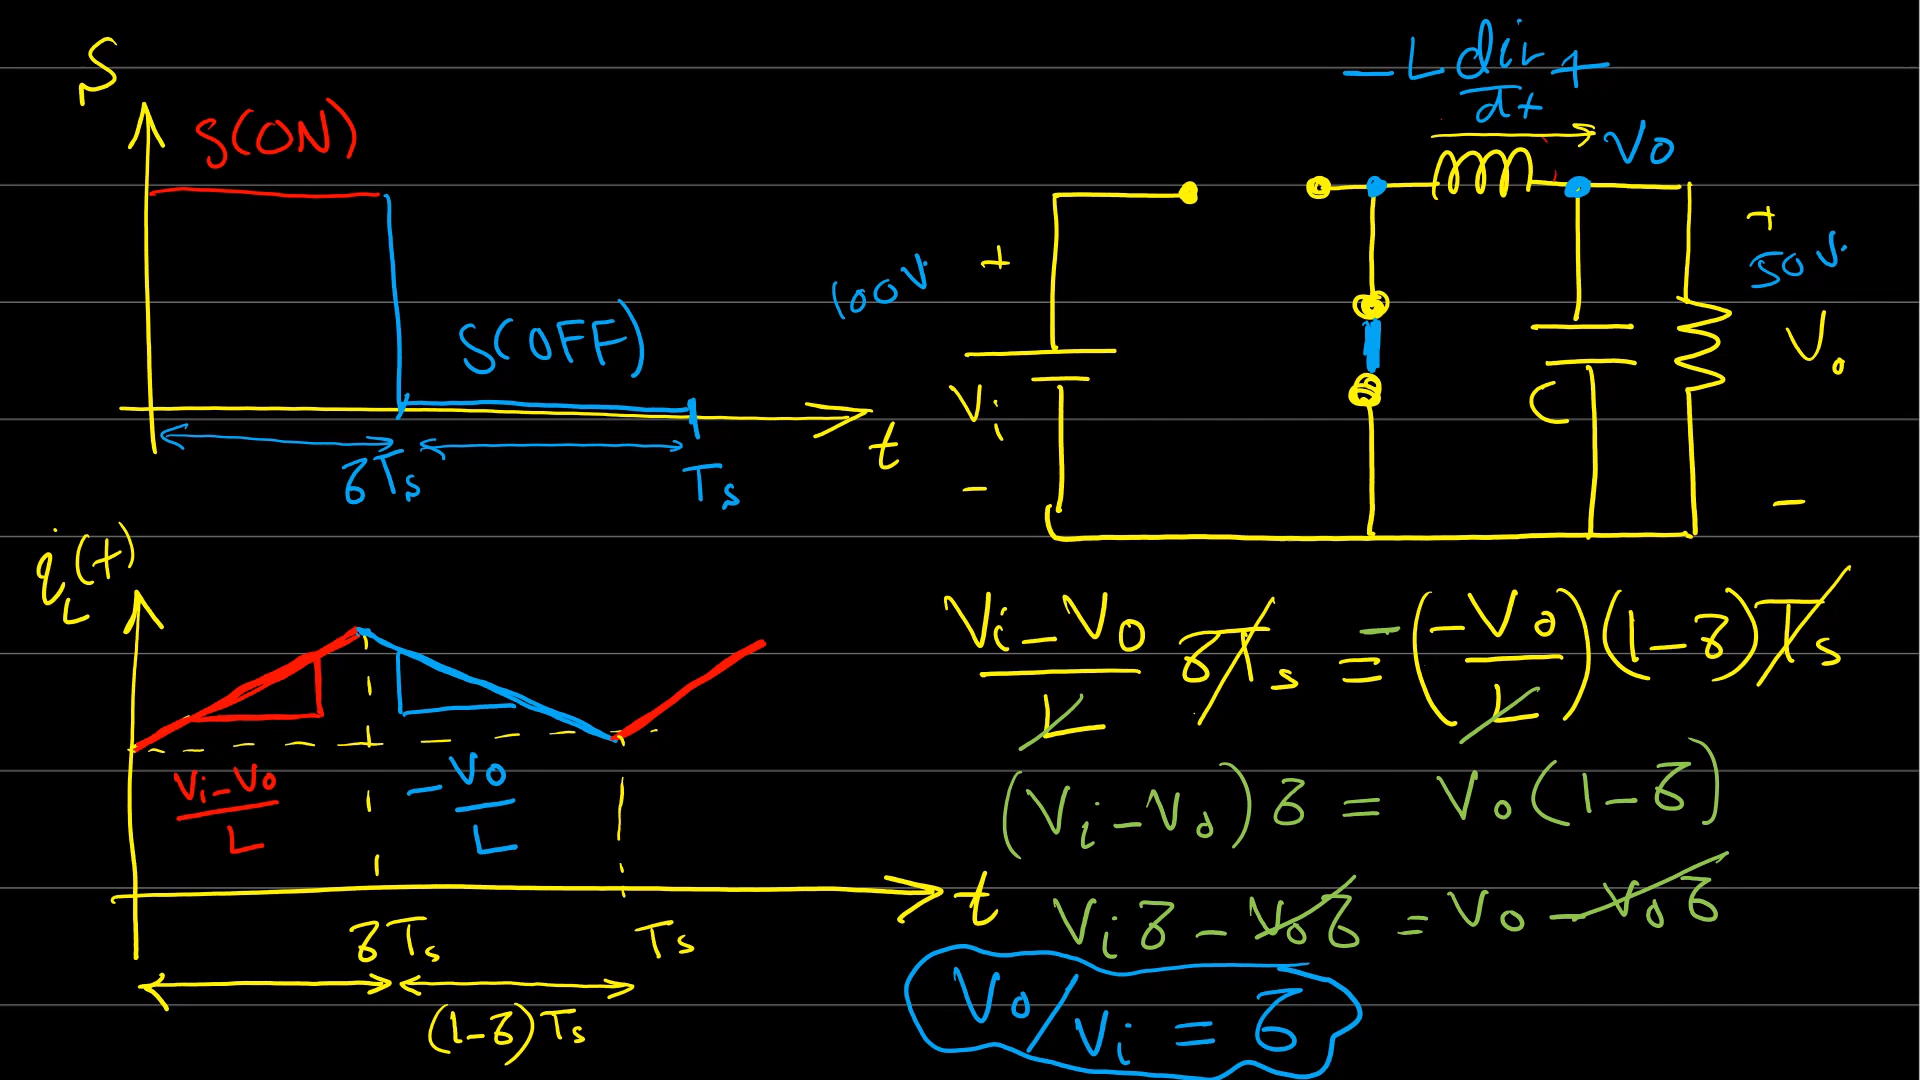 S
S(ON)
S(OFF)
δTs
Ts
t
iL(t)
Vi-Vo
L
-Vo
L
δTs
Ts
t
(1-δ)Ts
- L diL +
dt
Vo
100V
+
Vi
-
C
+
50V
Vo
-
Vi-Vo/L δTs = -(-Vo/L)(1-δ)Ts
(Vi-Vo)δ = Vo(1-δ)
Viδ - Voδ = Vo - Voδ
Vo/Vi = δ